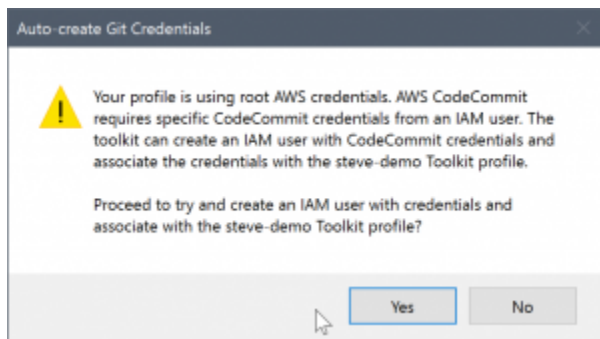 Auto-create Git Credentials
Your profile is using root AWS credentials. AWS CodeCommit
requires specific CodeCommit credentials from an IAM user. The
toolkit can create an IAM user with CodeCommit credentials and
associate the credentials with the steve-demo Toolkit profile.
Proceed to try and create an IAM user with credentials and
associate with the steve-demo Toolkit profile?
Yes
No